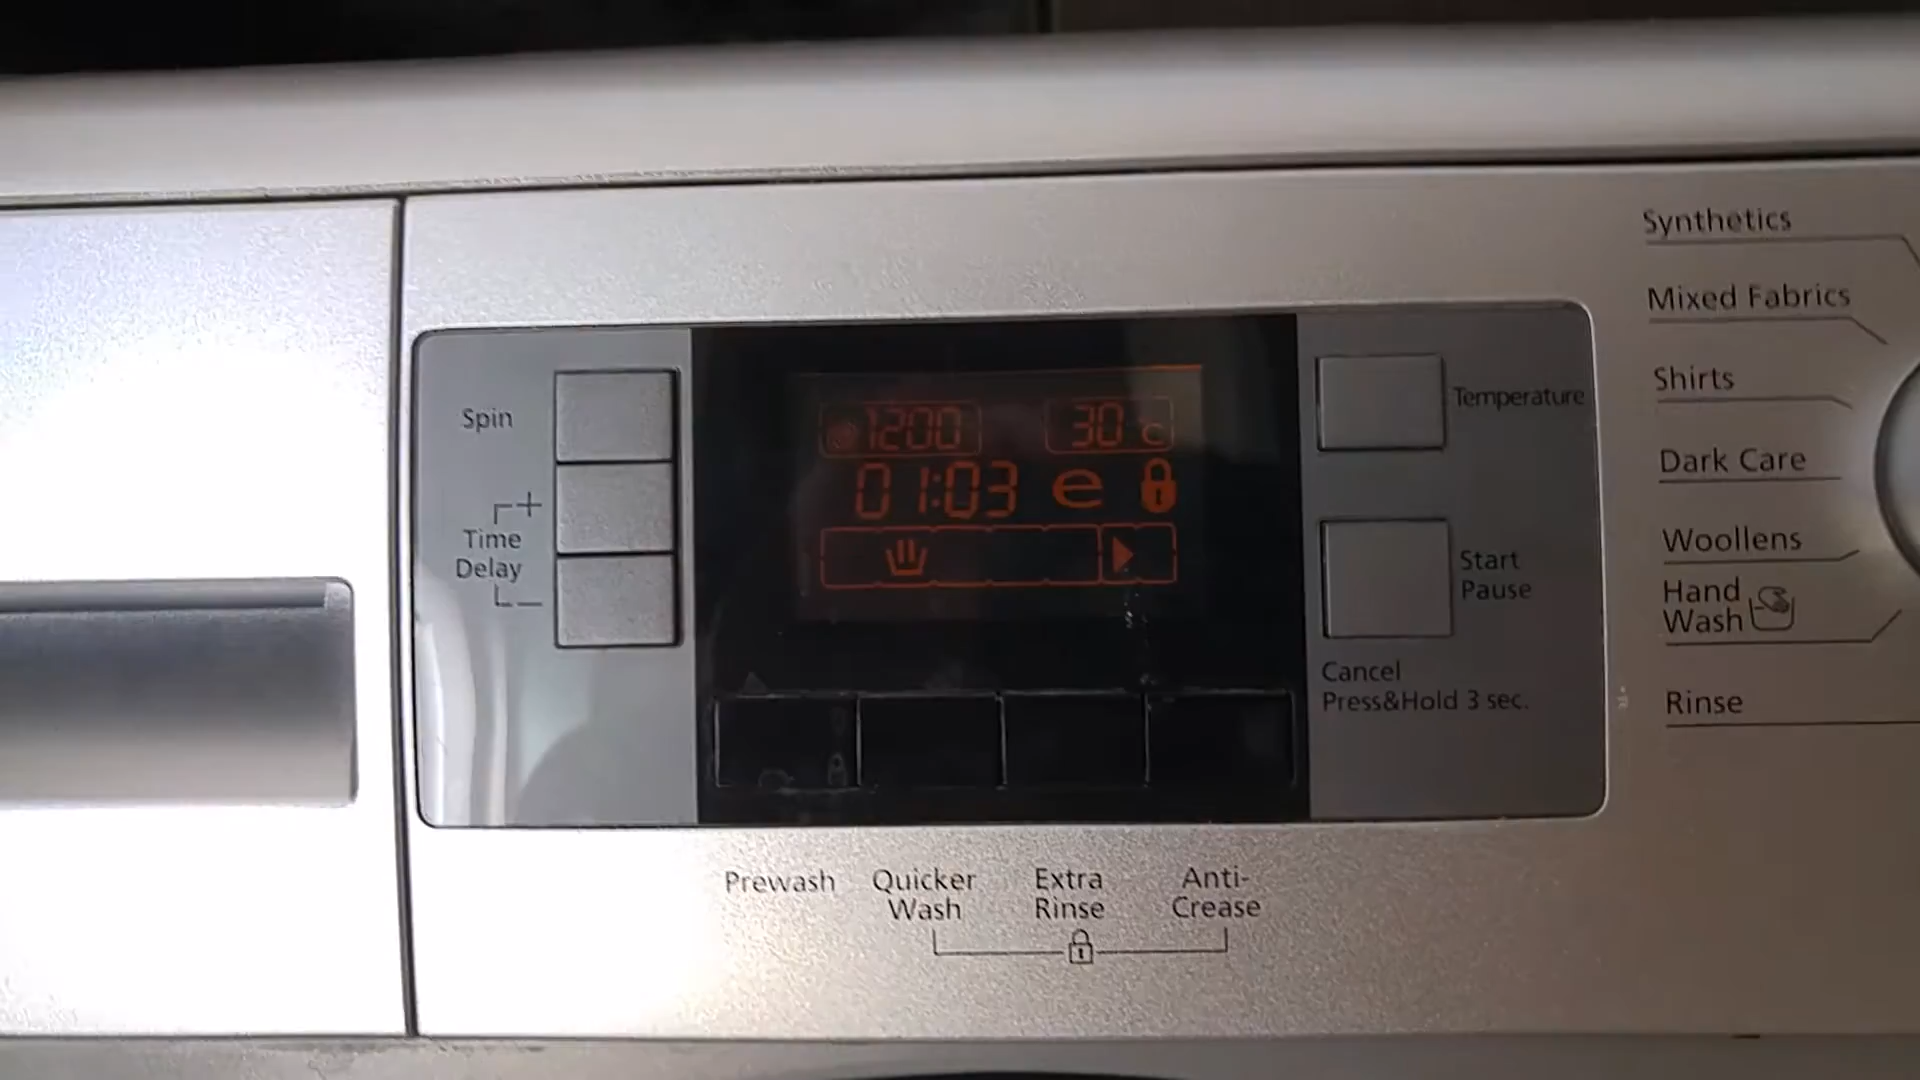 Spin
+
Time
Delay
−
1200
30 °C
01:03 e
Temperature
Start
Pause
Cancel
Press&Hold 3 sec.
Prewash
Quicker
Wash
Extra
Rinse
Anti-
Crease
Synthetics
Mixed Fabrics
Shirts
Dark Care
Woollens
Hand
Wash
Rinse